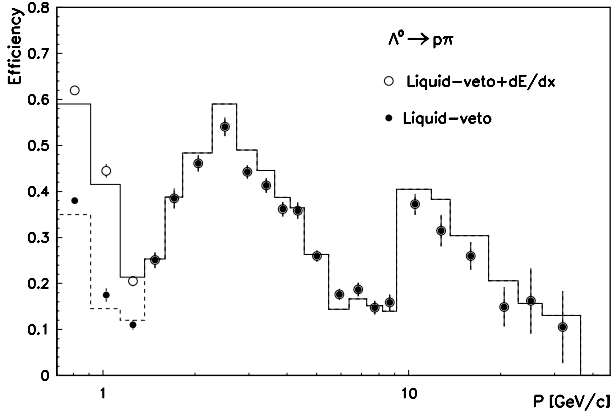 0.8
Efficiency
Λ⁰ → pπ
0.7
Liquid-veto+dE/dx
0.6
Liquid-veto
0.5
0.4
0.3
0.2
0.1
0
1
10
P [GeV/c]